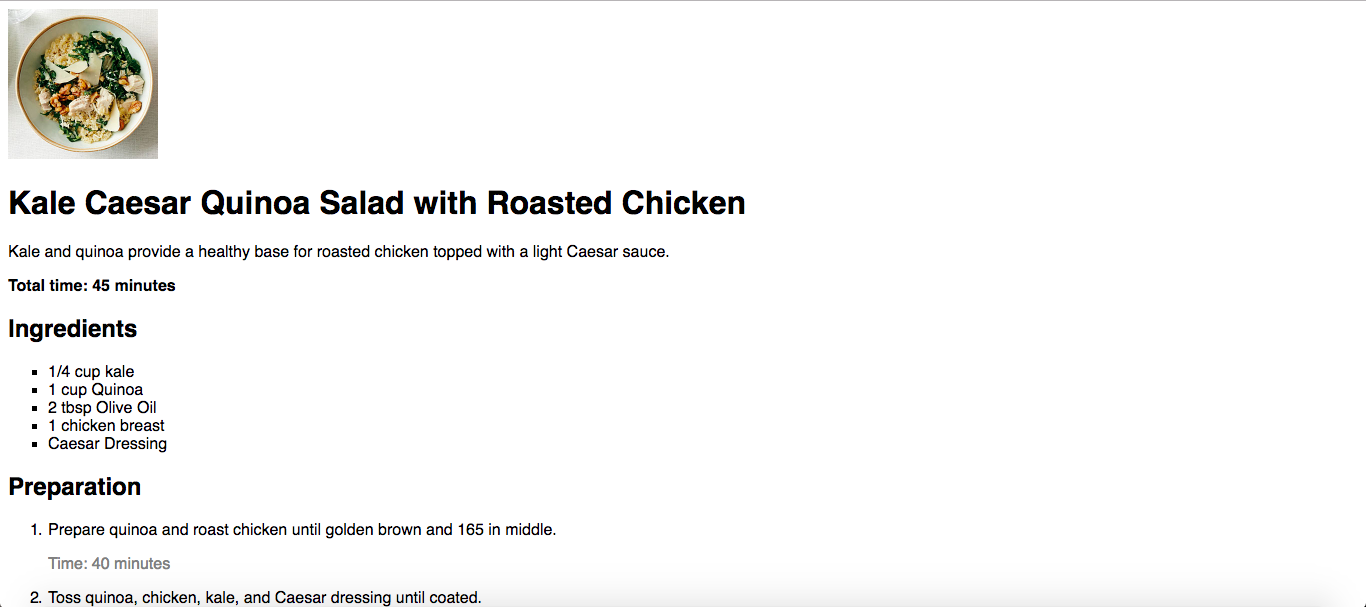 Kale Caesar Quinoa Salad with Roasted Chicken
Kale and quinoa provide a healthy base for roasted chicken topped with a light Caesar sauce.
Total time: 45 minutes
Ingredients
1/4 cup kale
1 cup Quinoa
2 tbsp Olive Oil
1 chicken breast
Caesar Dressing
Preparation
1. Prepare quinoa and roast chicken until golden brown and 165 in middle.
Time: 40 minutes
2. Toss quinoa, chicken, kale, and Caesar dressing until coated.